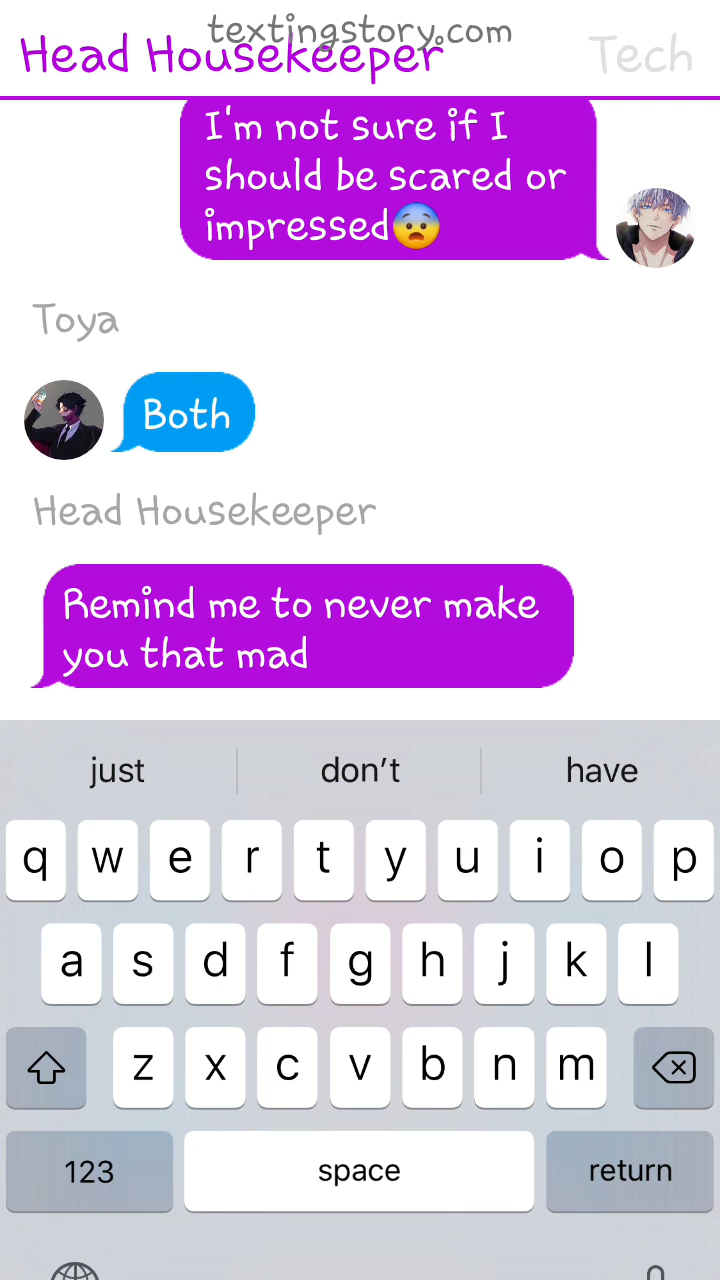 textingstory.com
Head Housekeeper
Tech
I'm not sure if I
should be scared or
impressed😨
Toya
Both
Head Housekeeper
Remind me to never make
you that mad
just don't have
q w e r t y u i o p
a s d f g h j k l
z x c v b n m
123 space return